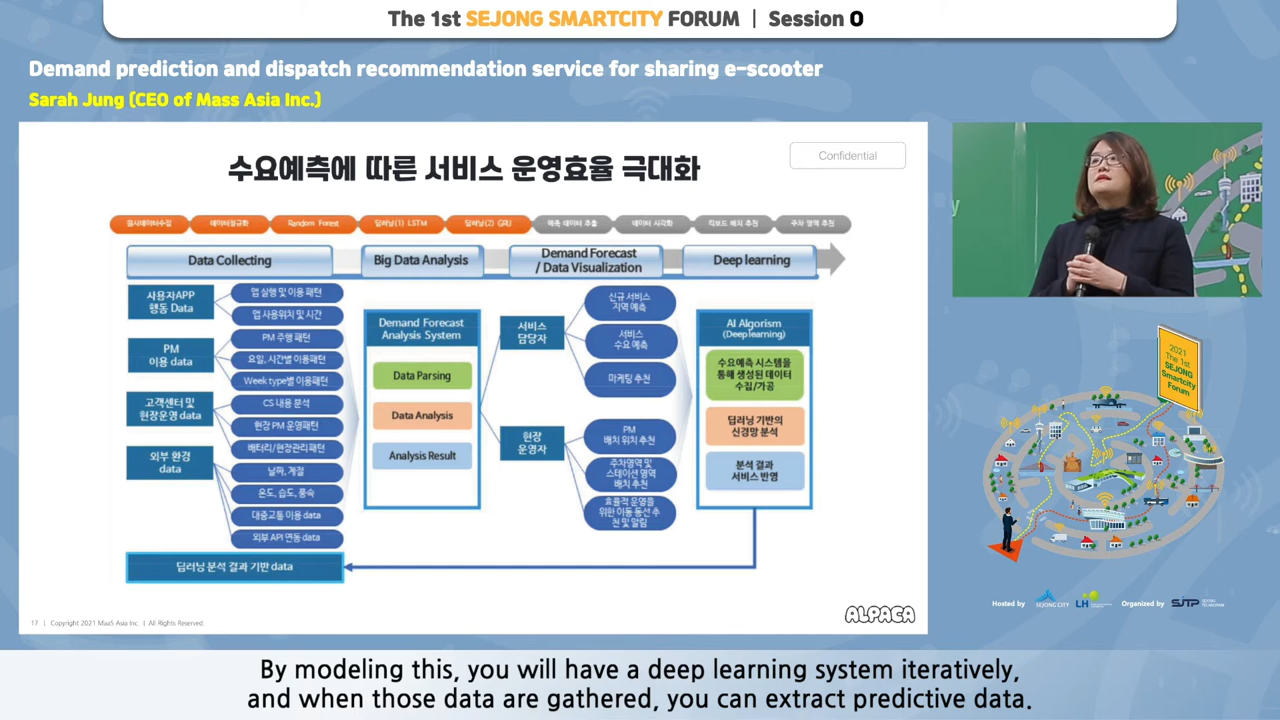 The 1st SEJONG SMARTCITY FORUM | Session 0
Demand prediction and dispatch recommendation service for sharing e-scooter
Sarah Jung (CEO of Mass Asia Inc.)
Confidential
수요예측에 따른 서비스 운영효율 극대화
원시데이터수집
데이터정규화
Random Forest
딥러닝(1) LSTM
딥러닝(2) GRU
예측 데이터 추출
데이터 시각화
킥보드 배치 추천
주차 영역 추천
Data Collecting
Big Data Analysis
Demand Forecast
/ Data Visualization
Deep learning
사용자APP
행동 Data
앱 실행 및 이용 패턴
앱 사용위치 및 시간
PM
이용 data
PM 주행 패턴
요일, 시간별 이용패턴
Week type별 이용패턴
고객센터 및
현장운영 data
CS 내용 분석
현장 PM 운영패턴
배터리/현장관리 패턴
외부 환경
data
날짜, 계절
온도, 습도, 풍속
대중교통 이용 data
외부 API 연동 data
Demand Forecast
Analysis System
Data Parsing
Data Analysis
Analysis Result
서비스
담당자
신규 서비스
지역 예측
서비스
수요 예측
마케팅 추천
현장
운영자
PM
배치 위치 추천
주차영역 및
스테이션 영역
배치 추천
효율적 운영을
위한 이동 동선 추
천 및 알림
AI Algorism
(Deep learning)
수요예측 시스템을
통해 생성된 데이터
수집/가공
딥러닝 기반의
신경망 분석
분석 결과
서비스 반영
딥러닝 분석 결과 기반 data
17 | Copyright 2021 MaaS Asia Inc. | All Rights Reserved.
ALPACA
2021
The 1st
SEJONG
Smartcity
Forum
Hosted by
SEJONG CITY
LH
Organized by
SJTP
By modeling this, you will have a deep learning system iteratively,
and when those data are gathered, you can extract predictive data.